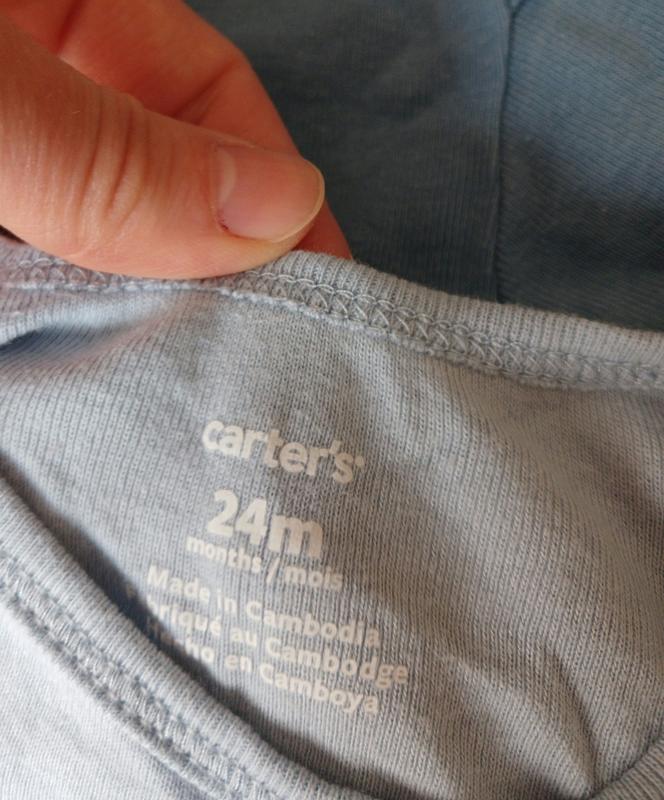 carter's
24m
months / mois
Made in Cambodia
Fabriqué au Cambodge
Hecho en Camboya